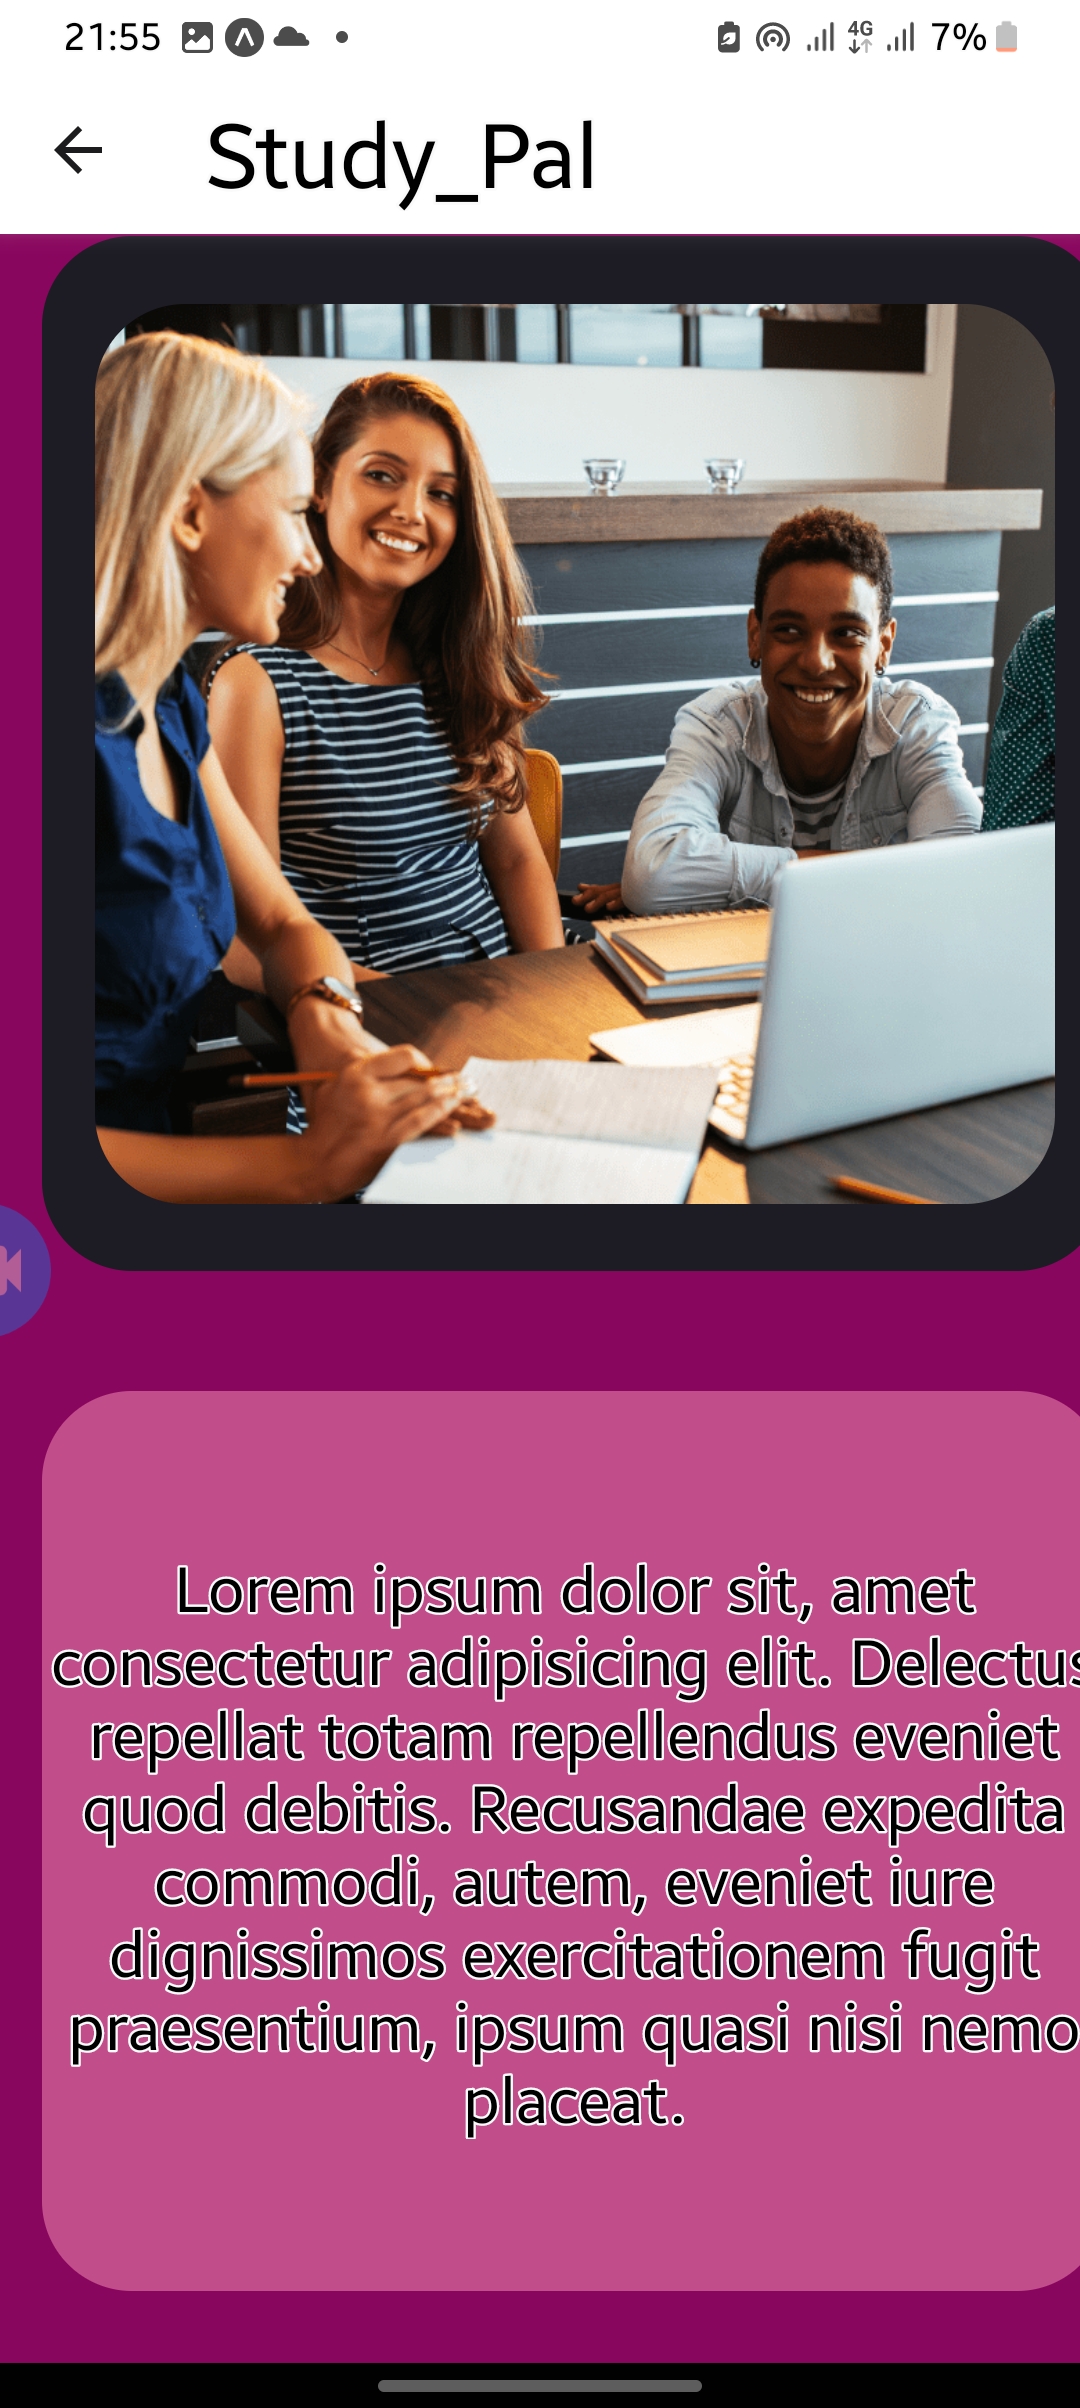 21:55
4G
7%
Study_Pal
Lorem ipsum dolor sit, amet
consectetur adipisicing elit. Delectus
repellat totam repellendus eveniet
quod debitis. Recusandae expedita
commodi, autem, eveniet iure
dignissimos exercitationem fugit
praesentium, ipsum quasi nisi nemo
placeat.